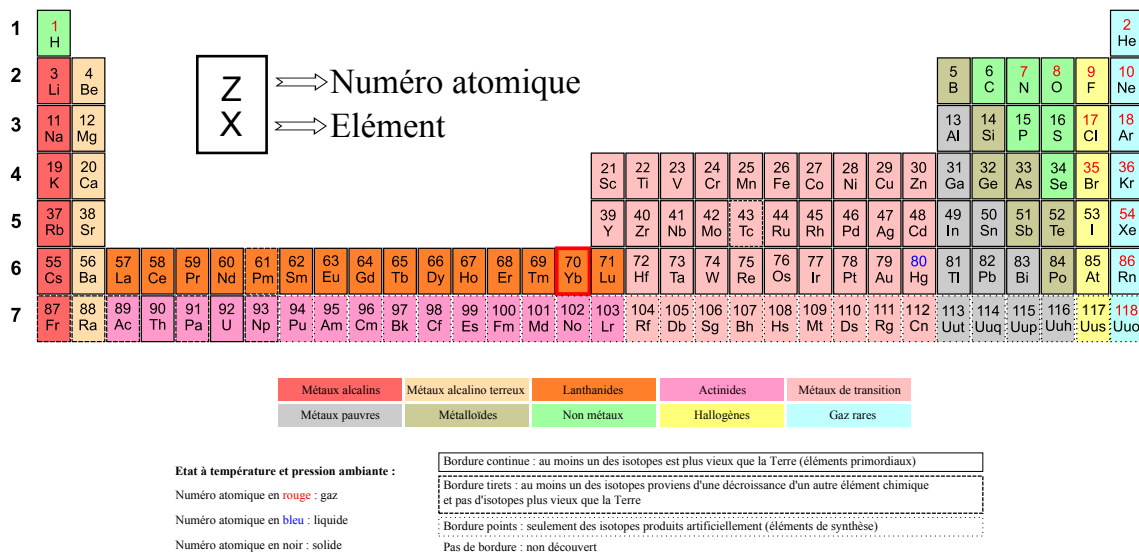 1 1 2
H He
2 3 4 5 6 7 8 9 10
Li Be B C N O F Ne
Z Numéro atomique
X Elément
3 11 12 13 14 15 16 17 18
Na Mg Al Si P S Cl Ar
4 19 20 21 22 23 24 25 26 27 28 29 30 31 32 33 34 35 36
K Ca Sc Ti V Cr Mn Fe Co Ni Cu Zn Ga Ge As Se Br Kr
5 37 38 39 40 41 42 43 44 45 46 47 48 49 50 51 52 53 54
Rb Sr Y Zr Nb Mo Tc Ru Rh Pd Ag Cd In Sn Sb Te I Xe
6 55 56 57 58 59 60 61 62 63 64 65 66 67 68 69 70 71 72 73 74 75 76 77 78 79 80 81 82 83 84 85 86
Cs Ba La Ce Pr Nd Pm Sm Eu Gd Tb Dy Ho Er Tm Yb Lu Hf Ta W Re Os Ir Pt Au Hg Tl Pb Bi Po At Rn
7 87 88 89 90 91 92 93 94 95 96 97 98 99 100 101 102 103 104 105 106 107 108 109 110 111 112 113 114 115 116 117 118
Fr Ra Ac Th Pa U Np Pu Am Cm Bk Cf Es Fm Md No Lr Rf Db Sg Bh Hs Mt Ds Rg Cn Uut Uuq Uup Uuh Uus Uuo
Métaux alcalins Métaux alcalino terreux Lanthanides Actinides Métaux de transition
Métaux pauvres Métalloïdes Non métaux Hallogènes Gaz rares
Etat à température et pression ambiante :
Numéro atomique en rouge : gaz
Numéro atomique en bleu : liquide
Numéro atomique en noir : solide
Bordure continue : au moins un des isotopes est plus vieux que la Terre (éléments primordiaux)
Bordure tirets : au moins un des isotopes proviens d'une décroissance d'un autre élément chimique
et pas d'isotopes plus vieux que la Terre
Bordure points : seulement des isotopes produits artificiellement (éléments de synthèse)
Pas de bordure : non découvert